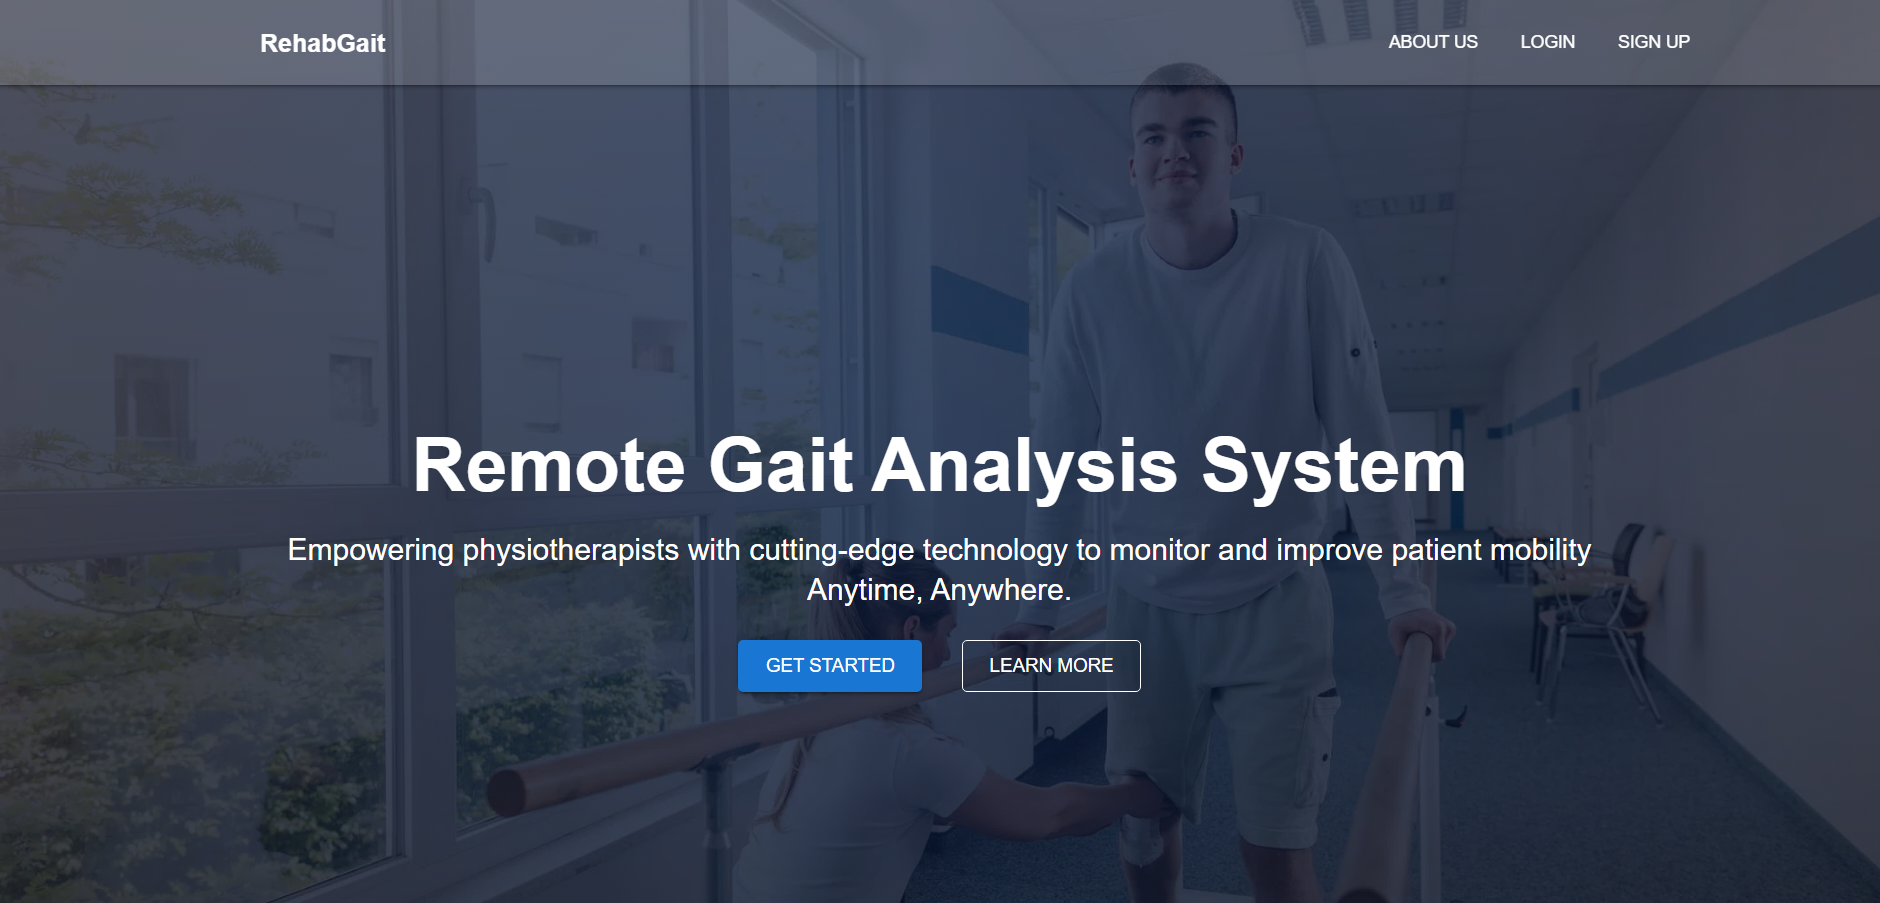 RehabGait
ABOUT US
LOGIN
SIGN UP
Remote Gait Analysis System
Empowering physiotherapists with cutting-edge technology to monitor and improve patient mobility
Anytime, Anywhere.
GET STARTED
LEARN MORE